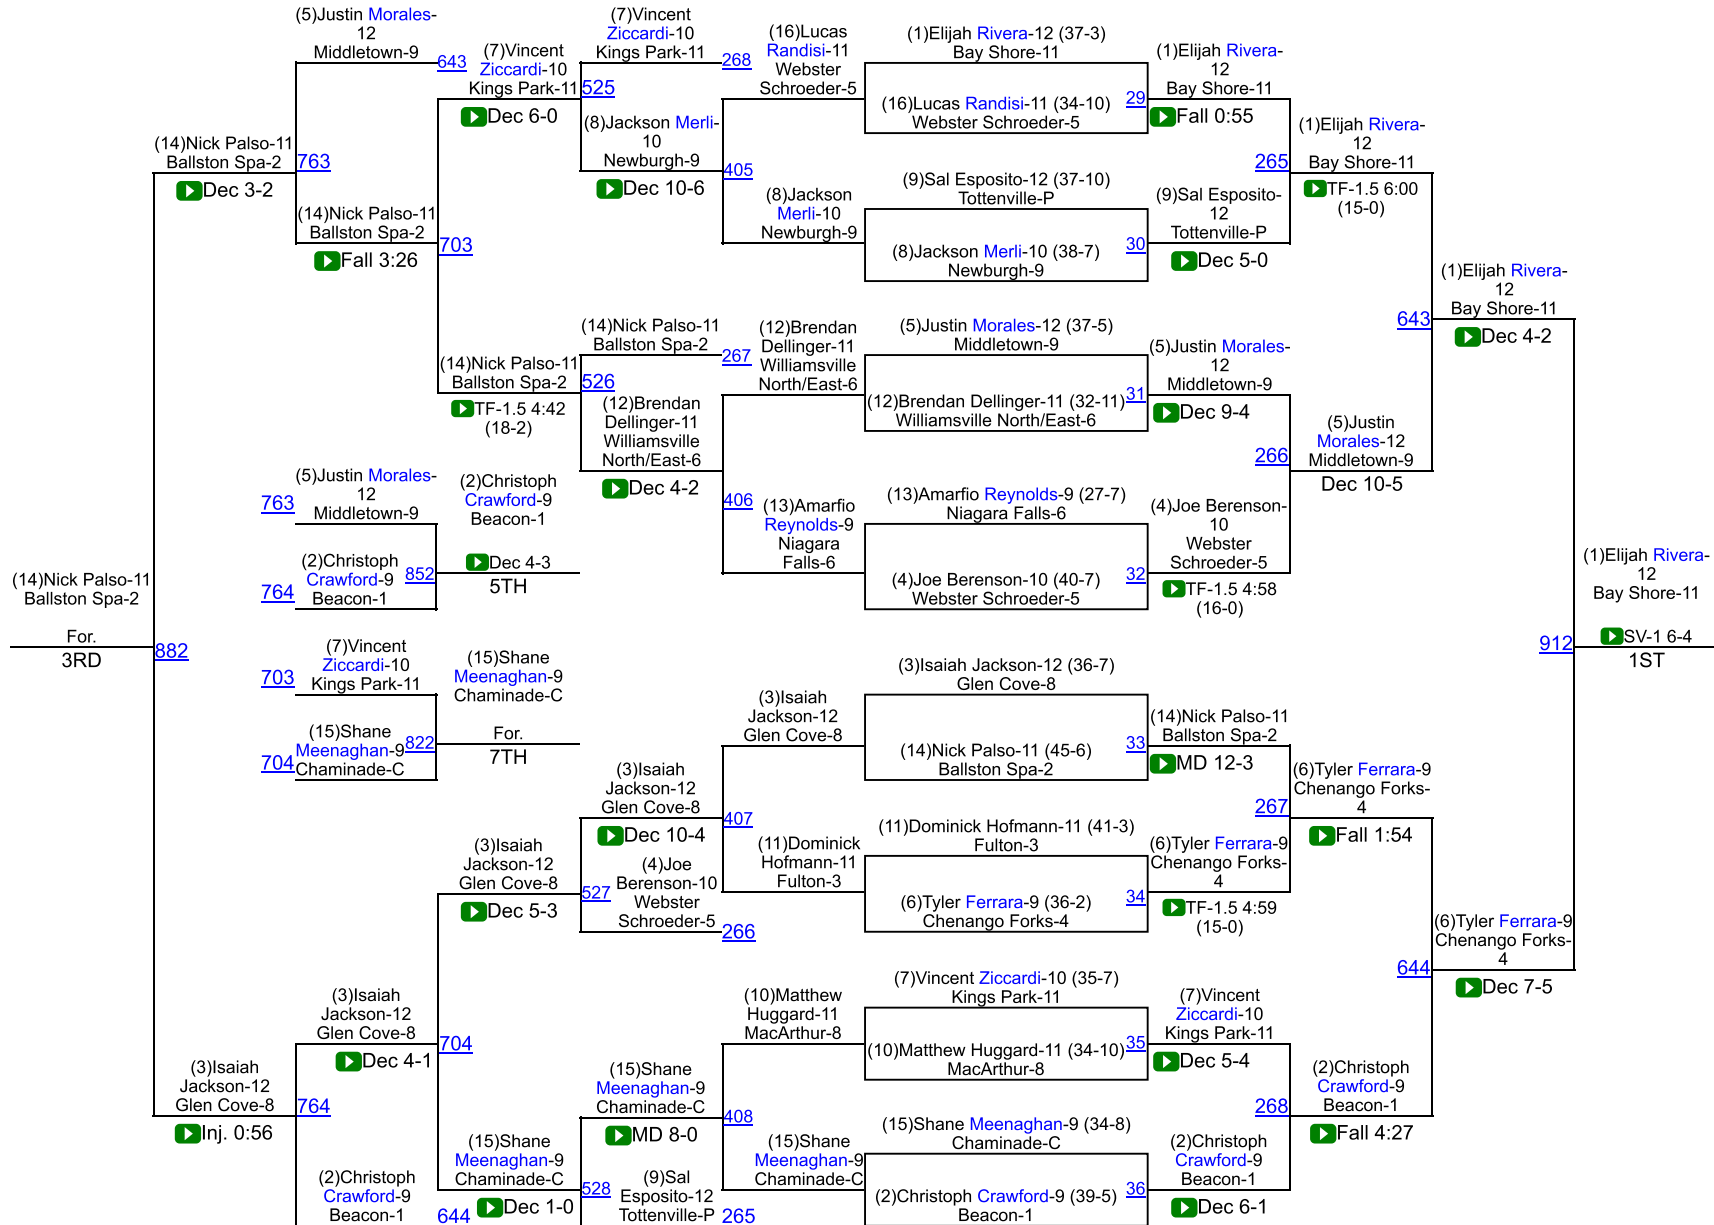 (5)Justin Morales-
12
Middletown-9
643
(14)Nick Palso-11
Ballston Spa-2
763
Dec 3-2
(14)Nick Palso-11
Ballston Spa-2
Fall 3:26
703
(7)Vincent
Ziccardi-10
Kings Park-11
Dec 6-0
525
(7)Vincent
Ziccardi-10
Kings Park-11
268
(8)Jackson Merli-
10
Newburgh-9
Dec 10-6
405
(16)Lucas
Randisi-11
Webster
Schroeder-5
(8)Jackson
Merli-10
Newburgh-9
(1)Elijah Rivera-12 (37-3)
Bay Shore-11
(16)Lucas Randisi-11 (34-10)
Webster Schroeder-5
29
(9)Sal Esposito-12 (37-10)
Tottenville-P
(8)Jackson Merli-10 (38-7)
Newburgh-9
30
(1)Elijah Rivera-
12
Bay Shore-11
Fall 0:55
265
(9)Sal Esposito-
12
Tottenville-P
Dec 5-0
(1)Elijah Rivera-
12
Bay Shore-11
TF-1.5 6:00
(15-0)
(1)Elijah Rivera-
12
Bay Shore-11
643
Dec 4-2
(14)Nick Palso-11
Ballston Spa-2
526
TF-1.5 4:42
(18-2)
(14)Nick Palso-11
Ballston Spa-2
267
(12)Brendan
Dellinger-11
Williamsville
North/East-6
Dec 4-2
406
(12)Brendan
Dellinger-11
Williamsville
North/East-6
(13)Amarfio
Reynolds-9
Niagara
Falls-6
(5)Justin Morales-12 (37-5)
Middletown-9
(12)Brendan Dellinger-11 (32-11)
Williamsville North/East-6
31
(13)Amarfio Reynolds-9 (27-7)
Niagara Falls-6
(4)Joe Berenson-10 (40-7)
Webster Schroeder-5
32
(5)Justin Morales-
12
Middletown-9
Dec 9-4
266
(4)Joe Berenson-
10
Webster
Schroeder-5
TF-1.5 4:58
(16-0)
(5)Justin
Morales-12
Middletown-9
Dec 10-5
(5)Justin Morales-
12
Middletown-9
763
(2)Christoph
Crawford-9
Beacon-1
764
852
(2)Christoph
Crawford-9
Beacon-1
Dec 4-3
5TH
(14)Nick Palso-11
Ballston Spa-2
For.
3RD
882
(7)Vincent
Ziccardi-10
Kings Park-11
703
(15)Shane
Meenaghan-9
Chaminade-C
704
822
(15)Shane
Meenaghan-9
Chaminade-C
For.
7TH
(1)Elijah Rivera-
12
Bay Shore-11
912
SV-1 6-4
1ST
(3)Isaiah
Jackson-12
Glen Cove-8
(3)Isaiah Jackson-12 (36-7)
Glen Cove-8
(14)Nick Palso-11 (45-6)
Ballston Spa-2
33
(14)Nick Palso-11
Ballston Spa-2
MD 12-3
267
(3)Isaiah
Jackson-12
Glen Cove-8
Dec 10-4
407
(11)Dominick
Hofmann-11
Fulton-3
(11)Dominick Hofmann-11 (41-3)
Fulton-3
(6)Tyler Ferrara-9 (36-2)
Chenango Forks-4
34
(6)Tyler Ferrara-9
Chenango Forks-
4
TF-1.5 4:59
(15-0)
(6)Tyler Ferrara-9
Chenango Forks-
4
Fall 1:54
(3)Isaiah
Jackson-12
Glen Cove-8
Dec 5-3
527
(4)Joe
Berenson-10
Webster
Schroeder-5
266
(6)Tyler Ferrara-9
Chenango Forks-
4
644
Dec 7-5
(3)Isaiah
Jackson-12
Glen Cove-8
Dec 4-1
704
(10)Matthew
Huggard-11
MacArthur-8
(7)Vincent Ziccardi-10 (35-7)
Kings Park-11
(10)Matthew Huggard-11 (34-10)
MacArthur-8
35
(7)Vincent
Ziccardi-10
Kings Park-11
Dec 5-4
(3)Isaiah
Jackson-12
Glen Cove-8
764
Inj. 0:56
(15)Shane
Meenaghan-9
Chaminade-C
MD 8-0
408
268
(2)Christoph
Crawford-9
Beacon-1
Fall 4:27
(2)Christoph
Crawford-9
Beacon-1
644
(15)Shane
Meenaghan-9
Chaminade-C
Dec 1-0
528
(9)Sal
Esposito-12
Tottenville-P
265
(15)Shane
Meenaghan-9
Chaminade-C
(15)Shane Meenaghan-9 (34-8)
Chaminade-C
(2)Christoph Crawford-9 (39-5)
Beacon-1
36
(2)Christoph
Crawford-9
Beacon-1
Dec 6-1